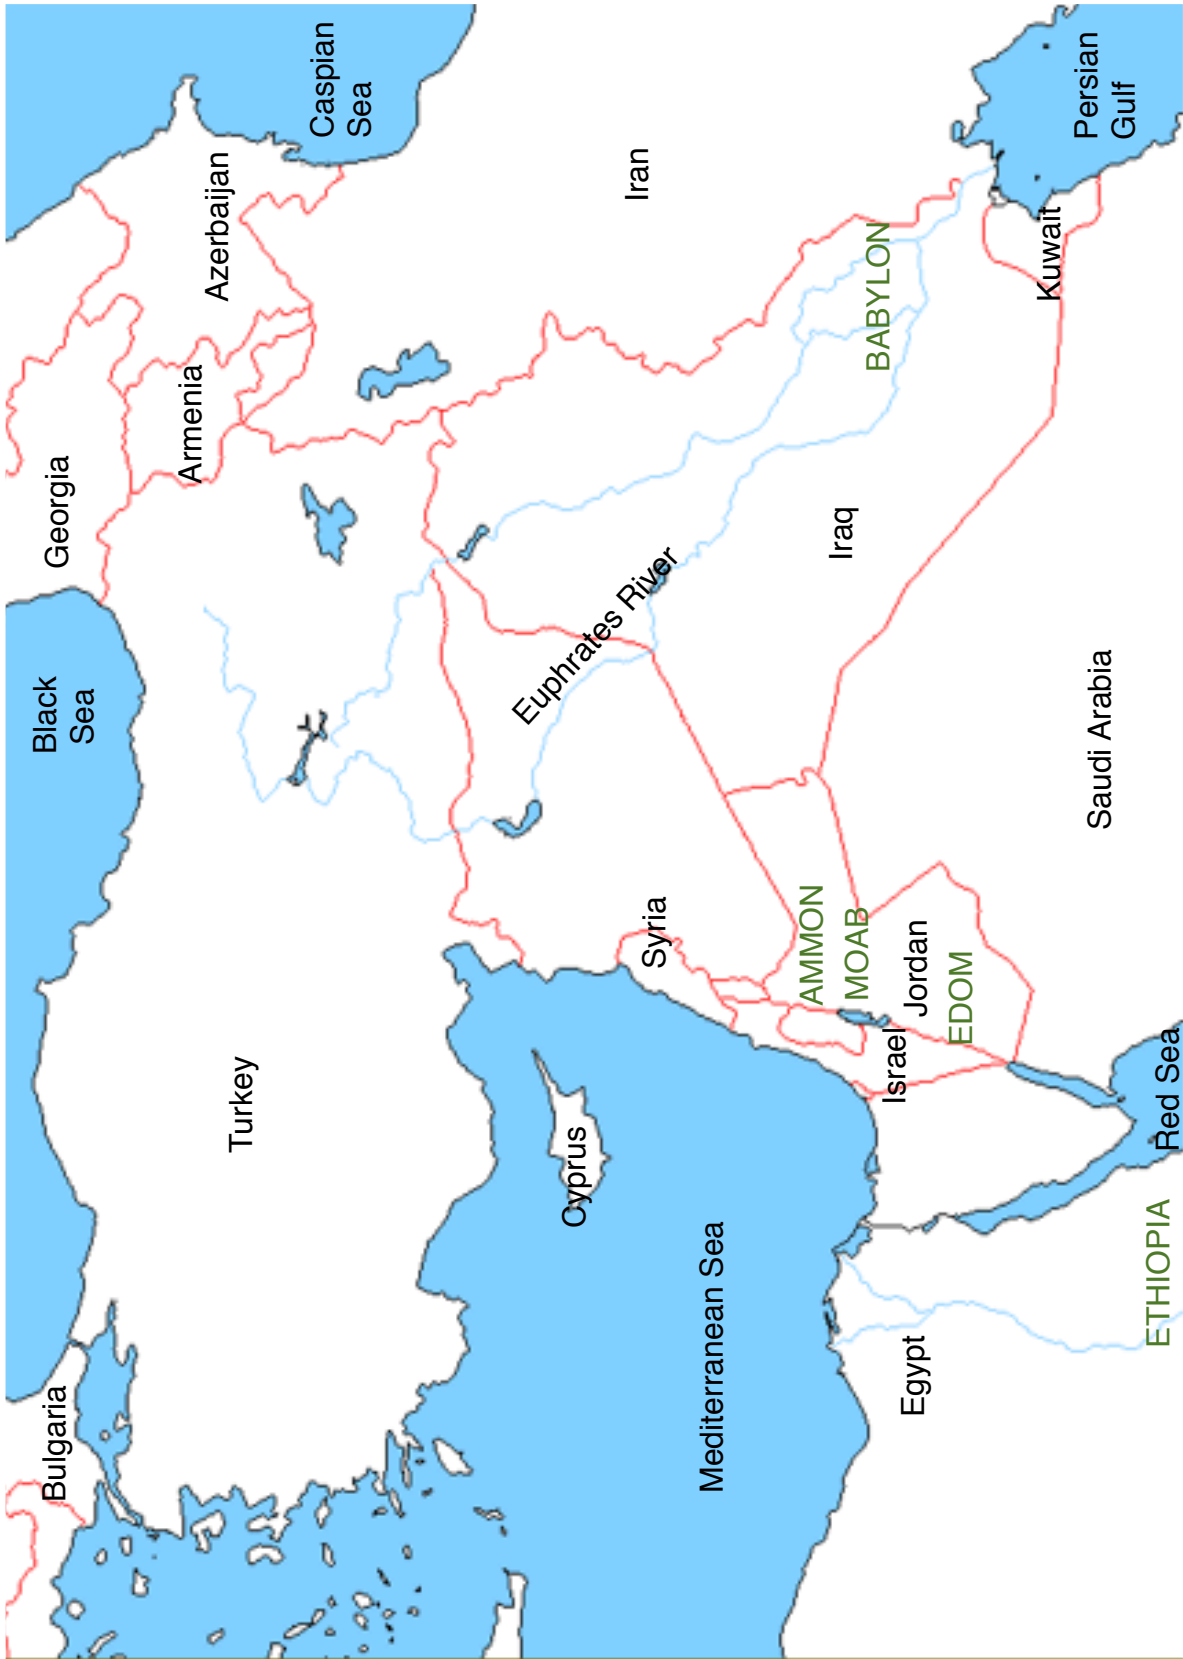 Bulgaria
Black
Sea
Georgia
Armenia
Azerbaijan
Caspian
Sea
Turkey
Cyprus
Syria
Euphrates River
Iran
Mediterranean Sea
Israel
AMMON
MOAB
Jordan
EDOM
Iraq
BABYLON
Kuwait
Persian
Gulf
Egypt
Saudi Arabia
ETHIOPIA
Red Sea